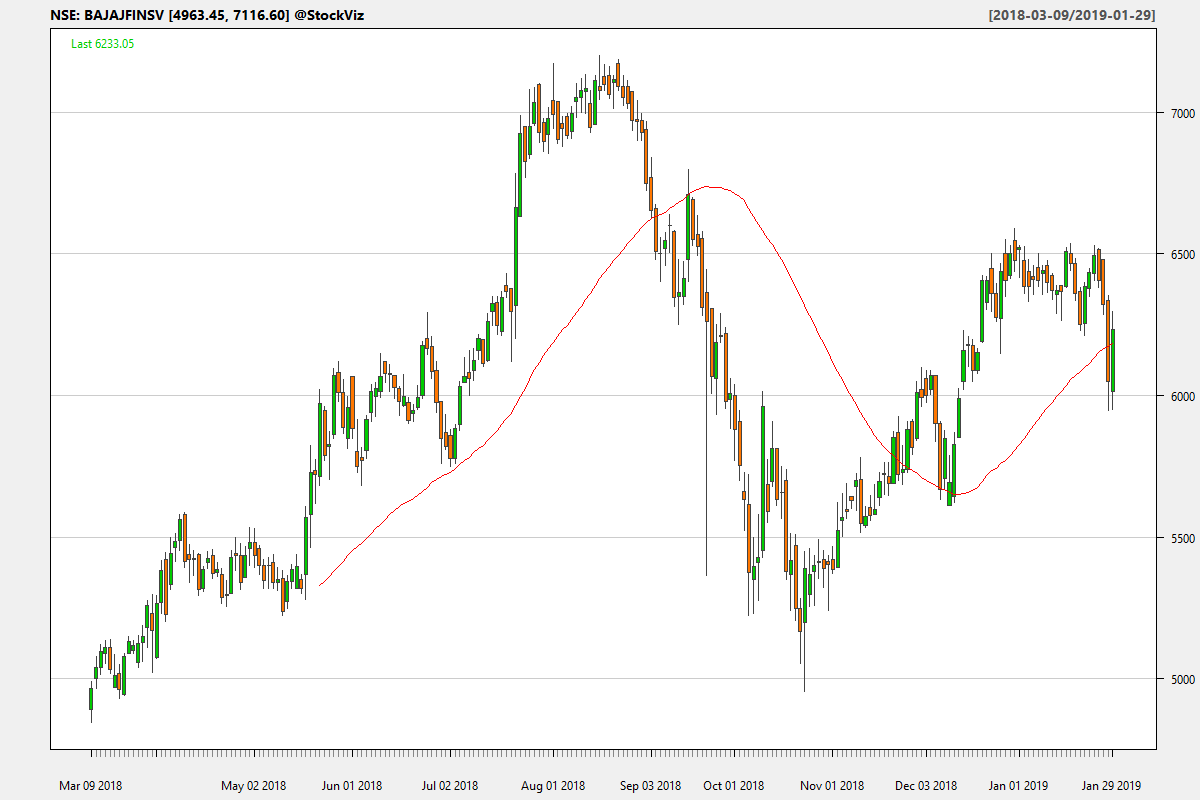 NSE: BAJAJFINSV [4963.45, 7116.60] @StockViz
[2018-03-09/2019-01-29]
Last 6233.05
7000
6500
6000
5500
5000
Mar 09 2018
May 02 2018
Jun 01 2018
Jul 02 2018
Aug 01 2018
Sep 03 2018
Oct 01 2018
Nov 01 2018
Dec 03 2018
Jan 01 2019
Jan 29 2019